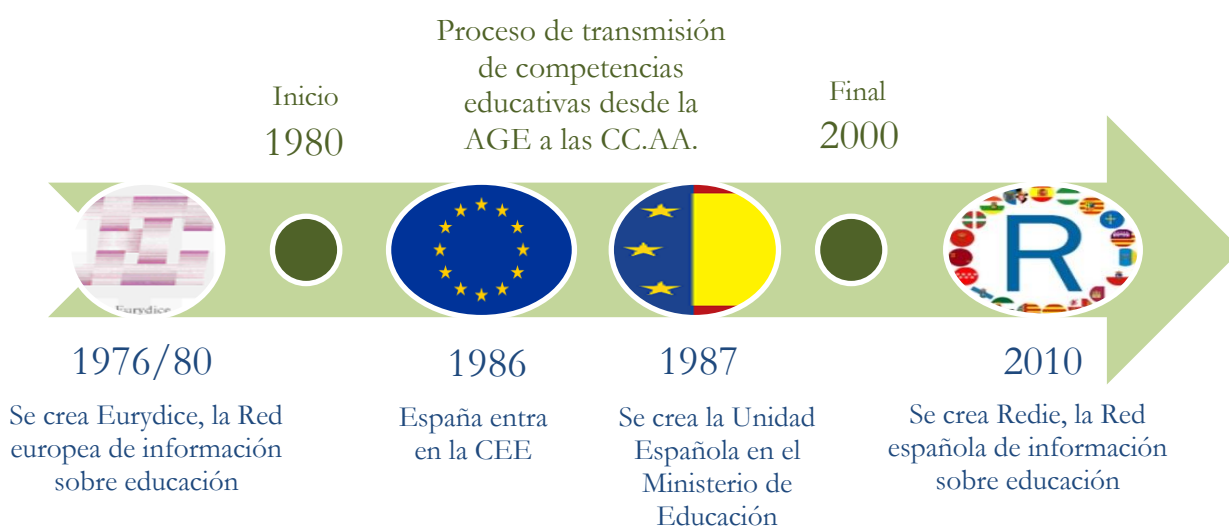 Proceso de transmisión
de competencias
educativas desde la
AGE a las CC.AA.
Inicio
1980
Final
2000
Eurydice
R
1976/80
Se crea Eurydice, la Red
europea de información
sobre educación
1986
España entra
en la CEE
1987
Se crea la Unidad
Española en el
Ministerio de
Educación
2010
Se crea Redie, la Red
española de información
sobre educación